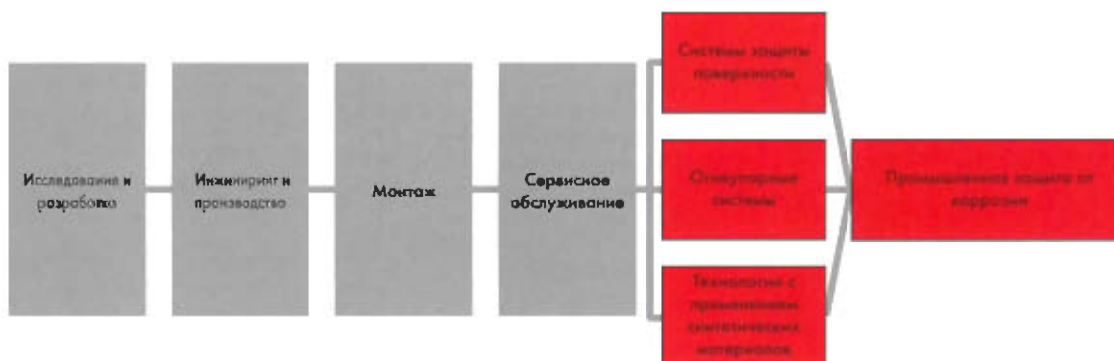 Исследование и
разработка
Инжиниринг и
производство
Монтаж
Сервисное
обслуживание
Системы защиты
поверхности
Огнеупорные
системы
Технологии с
применением
синтетических
материалов
Промышленная защита от
коррозии